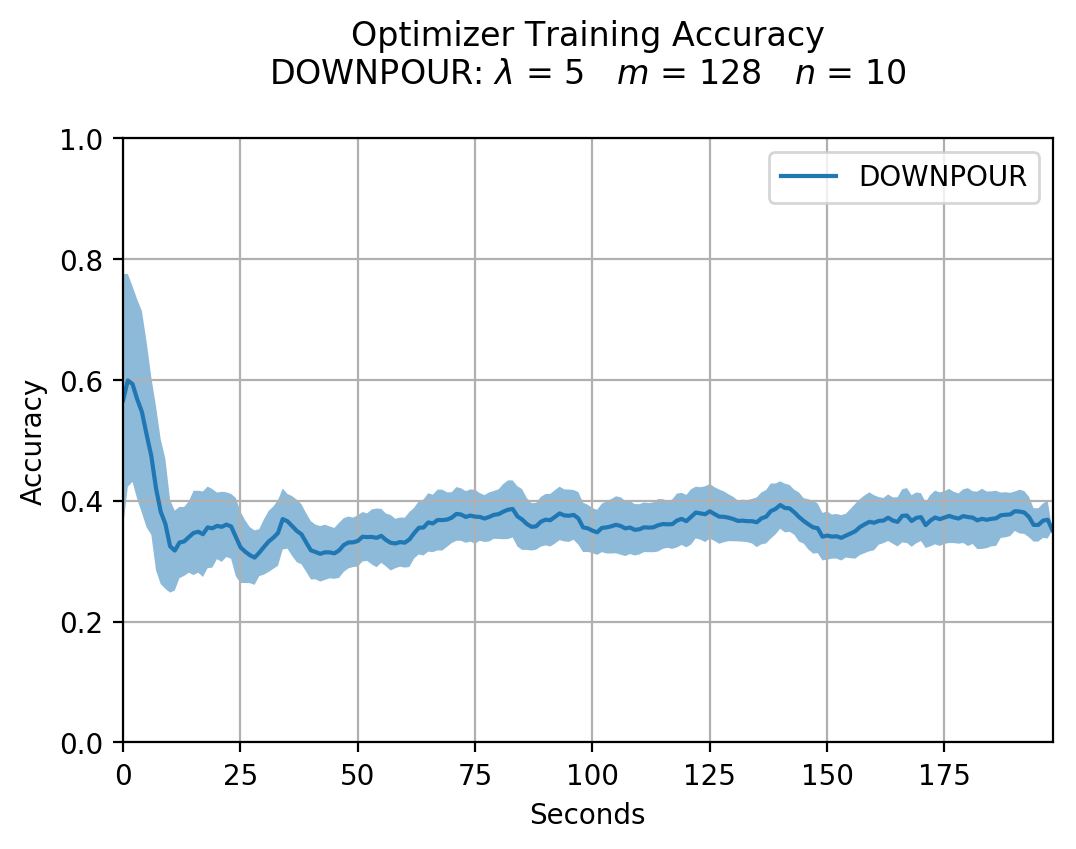 Optimizer Training Accuracy
DOWNPOUR: λ = 5 m = 128 n = 10
1.0
0.8
0.6
0.4
0.2
0.0
Accuracy
DOWNPOUR
0 25 50 75 100 125 150 175
Seconds